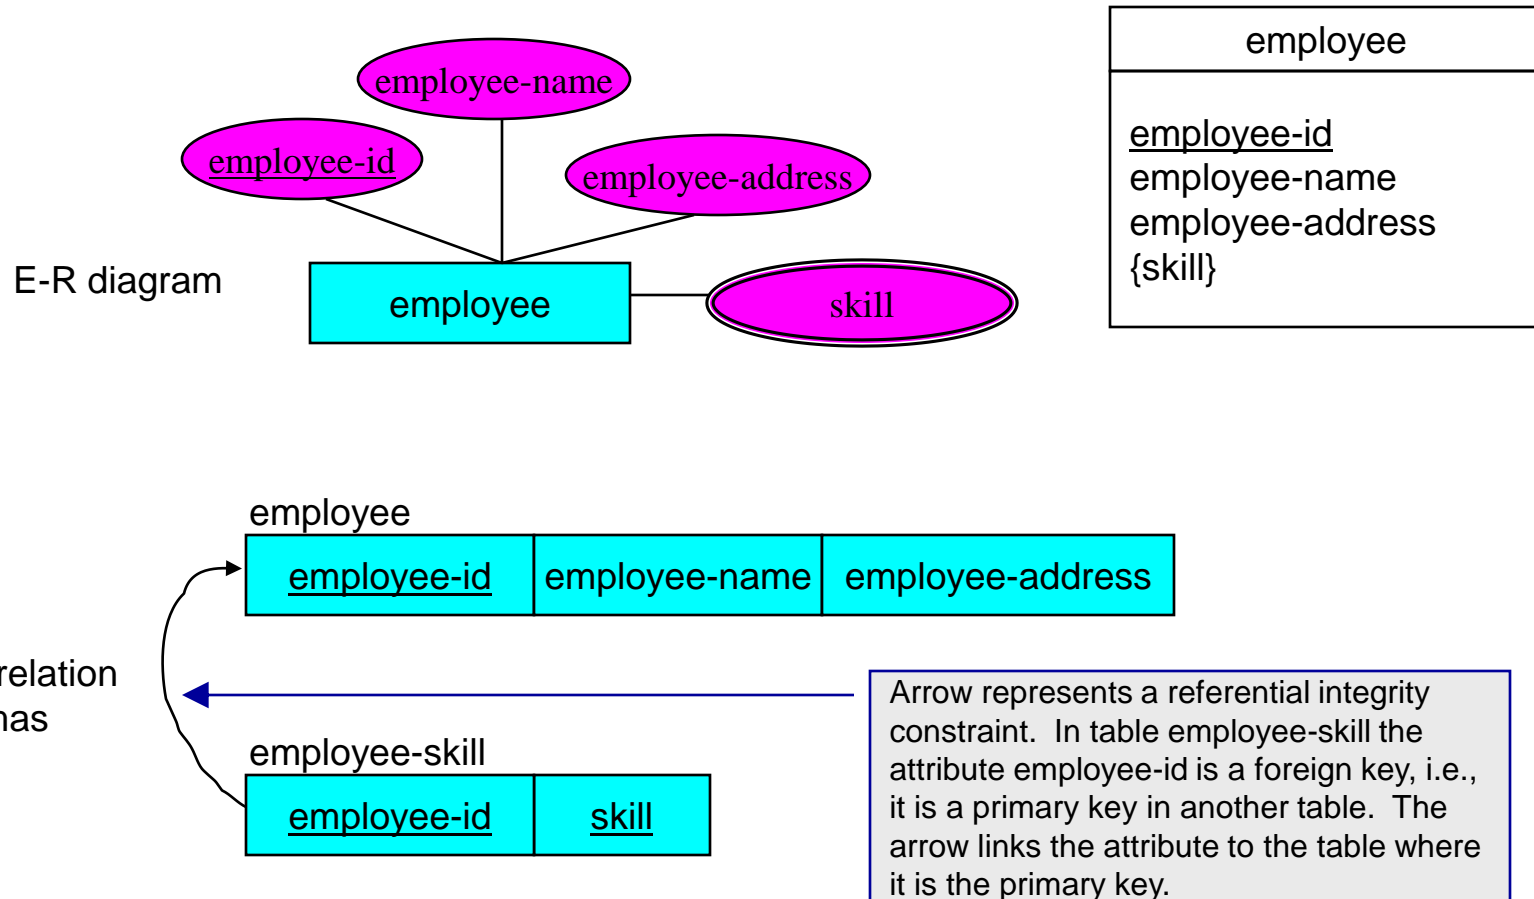 employee-name
employee-id
employee-address
E-R diagram
employee
skill
employee
employee-id
employee-name
employee-address
{skill}
employee
employee-id employee-name employee-address
relation
employee-skill
employee-id skill
Arrow represents a referential integrity
constraint.  In table employee-skill the
attribute employee-id is a foreign key, i.e.,
it is a primary key in another table.  The
arrow links the attribute to the table where
it is the primary key.